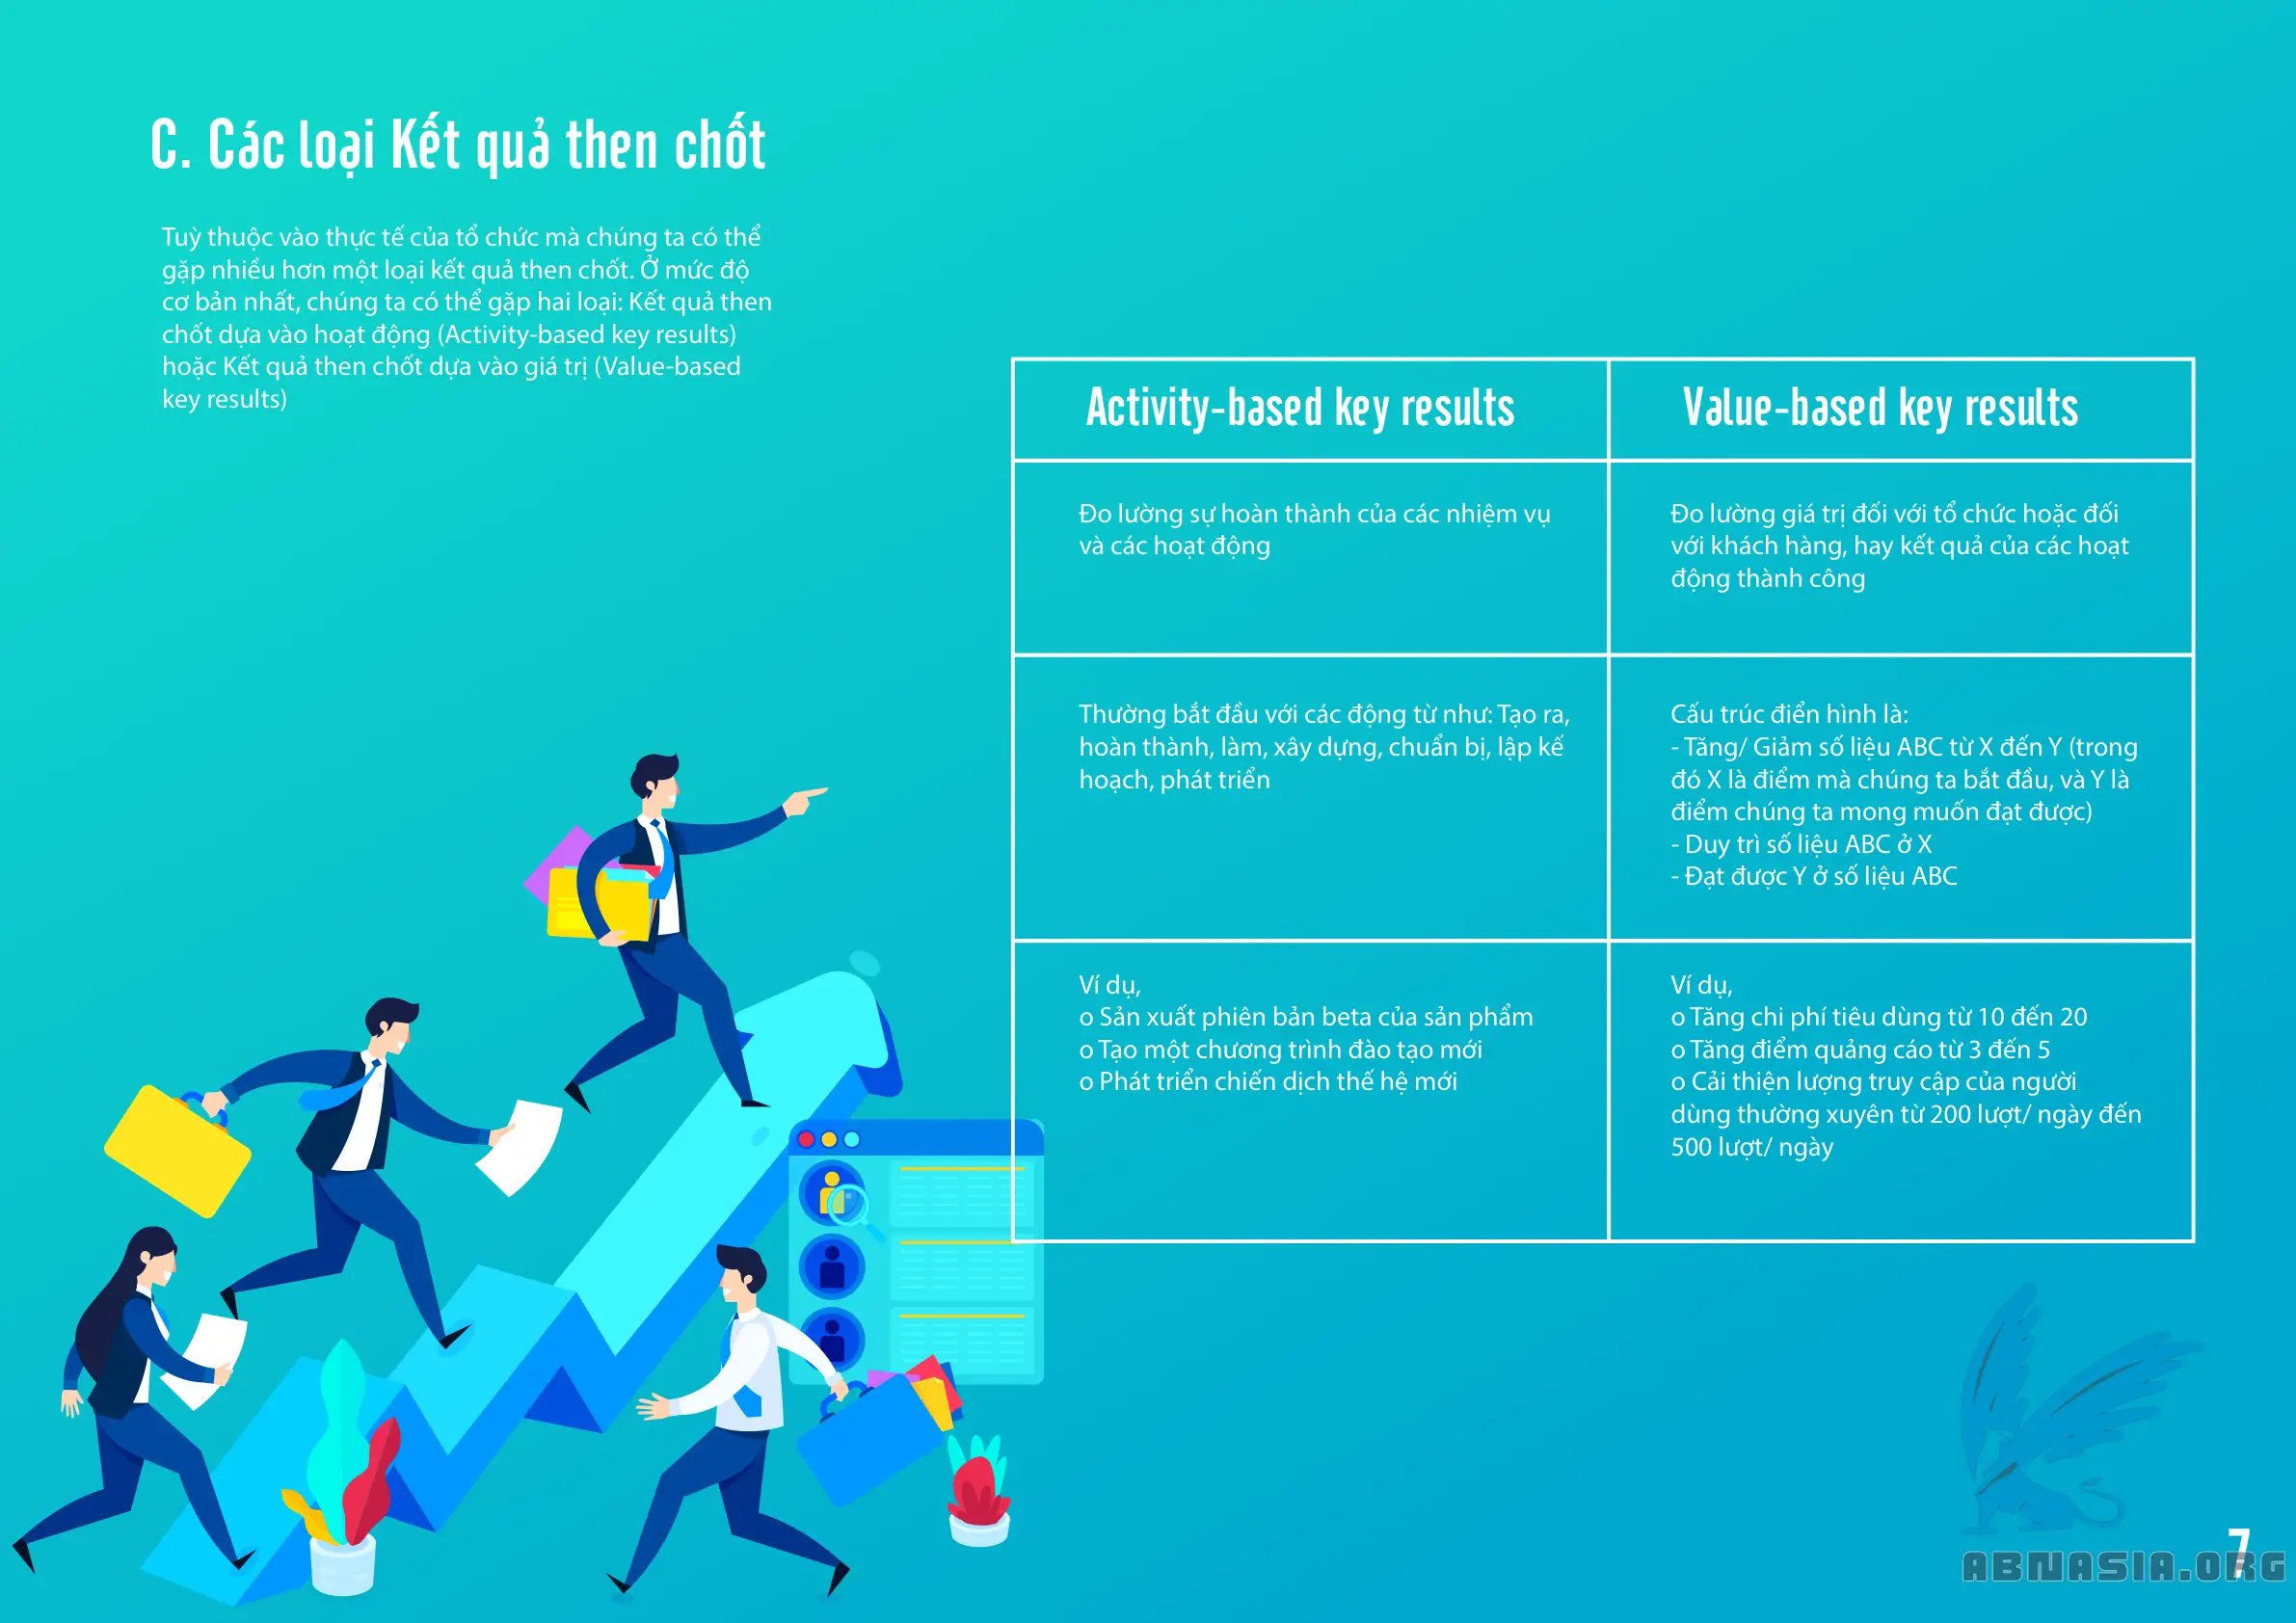 C. Các loại Kết quả then chốt
Tuỳ thuộc vào thực tế của tổ chức mà chúng ta có thể
gặp nhiều hơn một loại kết quả then chốt. Ở mức độ
cơ bản nhất, chúng ta có thể gặp hai loại: Kết quả then
chốt dựa vào hoạt động (Activity-based key results)
hoặc Kết quả then chốt dựa vào giá trị (Value-based
key results)
Activity-based key results
Value-based key results
Đo lường sự hoàn thành của các nhiệm vụ
và các hoạt động
Đo lường giá trị đối với tổ chức hoặc đối
với khách hàng, hay kết quả của các hoạt
động thành công
Thường bắt đầu với các động từ như: Tạo ra,
hoàn thành, làm, xây dựng, chuẩn bị, lập kế
hoạch, phát triển
Cấu trúc điển hình là:
- Tăng/ Giảm số liệu ABC từ X đến Y (trong
đó X là điểm mà chúng ta bắt đầu, và Y là
điểm chúng ta mong muốn đạt được)
- Duy trì số liệu ABC ở X
- Đạt được Y ở số liệu ABC
Ví dụ,
o Sản xuất phiên bản beta của sản phẩm
o Tạo một chương trình đào tạo mới
o Phát triển chiến dịch thế hệ mới
Ví dụ,
o Tăng chi phí tiêu dùng từ 10 đến 20
o Tăng điểm quảng cáo từ 3 đến 5
o Cải thiện lượng truy cập của người
dùng thường xuyên từ 200 lượt/ ngày đến
500 lượt/ ngày
7
ABNASIA.ORG